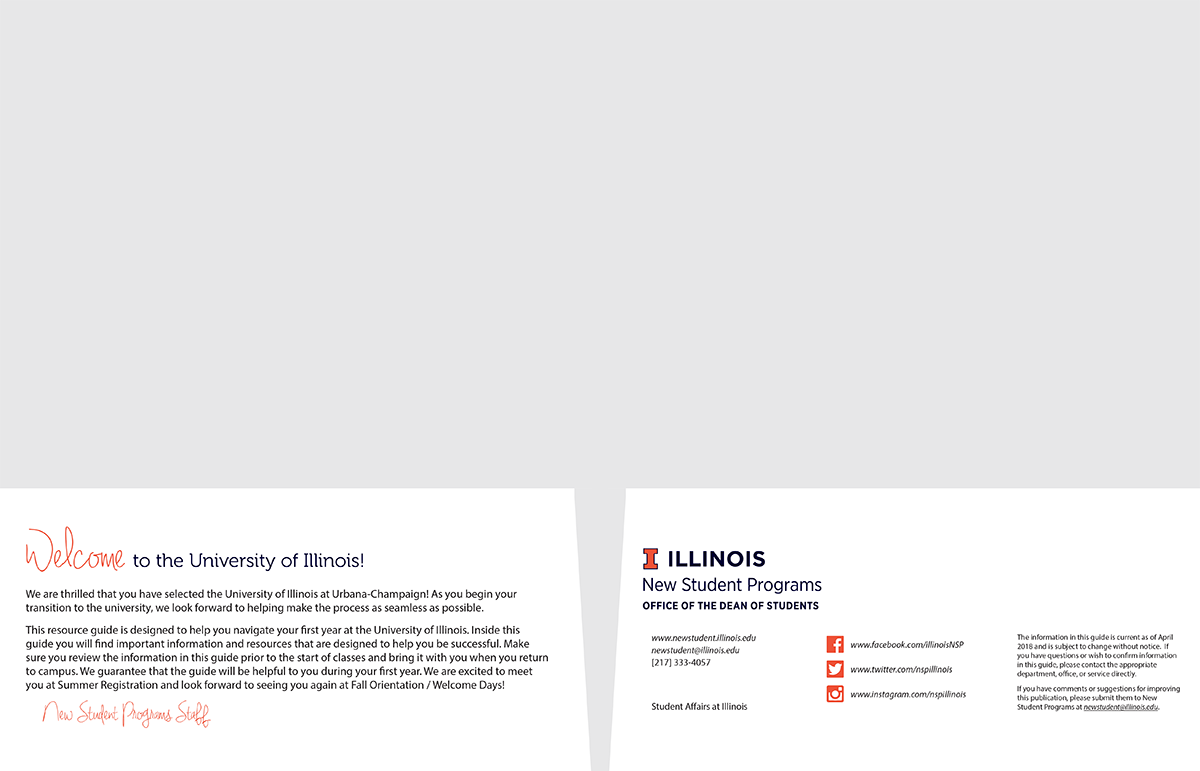 Welcome to the University of Illinois!
We are thrilled that you have selected the University of Illinois at Urbana-Champaign! As you begin your
transition to the university, we look forward to helping make the process as seamless as possible.
This resource guide is designed to help you navigate your first year at the University of Illinois. Inside this
guide you will find important information and resources that are designed to help you be successful. Make
sure you review the information in this guide prior to the start of classes and bring it with you when you return
to campus. We guarantee that the guide will be helpful to you during your first year. We are excited to meet
you at Summer Registration and look forward to seeing you again at Fall Orientation / Welcome Days!
New Student Programs Staff
I ILLINOIS
New Student Programs
OFFICE OF THE DEAN OF STUDENTS
www.newstudent.illinois.edu
newstudent@illinois.edu
[217] 333-4057
Student Affairs at Illinois
www.facebook.com/illinoisNSP
www.twitter.com/nspillinois
www.instagram.com/nspillinois
The information in this guide is current as of April
2018 and is subject to change without notice. If
you have questions or wish to confirm information
in this guide, please contact the appropriate
department, office, or service directly.
If you have comments or suggestions for improving
this publication, please submit them to New
Student Programs at newstudent@illinois.edu.